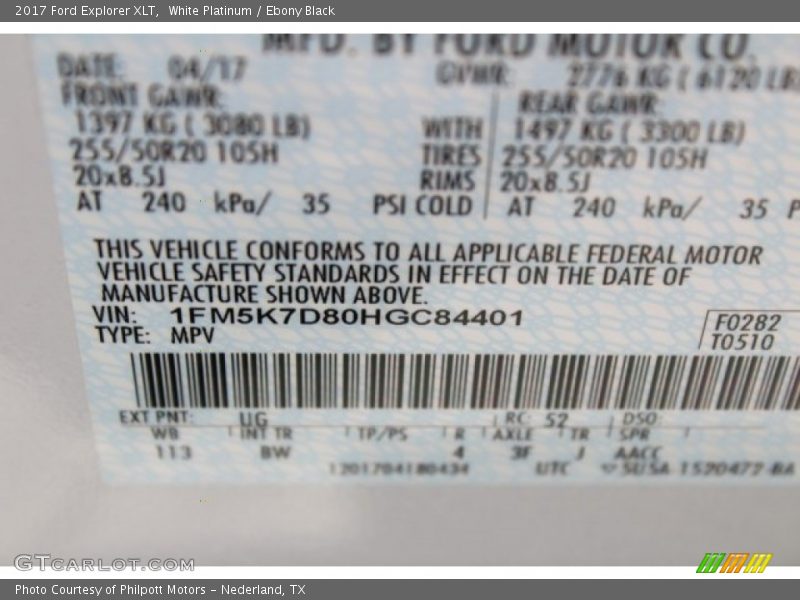 2017 Ford Explorer XLT, White Platinum / Ebony Black
MFD. BY FORD MOTOR CO.
DATE: 04/17 GVWR: 2776 KG ( 6120 LB)
FRONT GAWR: REAR GAWR:
1397 KG ( 3080 LB) WITH 1497 KG ( 3300 LB)
255/50R20 105H TIRES 255/50R20 105H
20x8.5J RIMS 20x8.5J
AT 240 kPa/ 35 PSI COLD AT 240 kPa/ 35 P
THIS VEHICLE CONFORMS TO ALL APPLICABLE FEDERAL MOTOR
VEHICLE SAFETY STANDARDS IN EFFECT ON THE DATE OF
MANUFACTURE SHOWN ABOVE.
VIN: 1FM5K7D80HGC84401 F0282
TYPE: MPV T0510
EXT PNT: UG RC: 52 DSO:
WB INT TR TP/PS R AXLE TR SPR
113 BW 4 3F J AACC
UTC
GTCARLOT.COM
Photo Courtesy of Philpott Motors - Nederland, TX